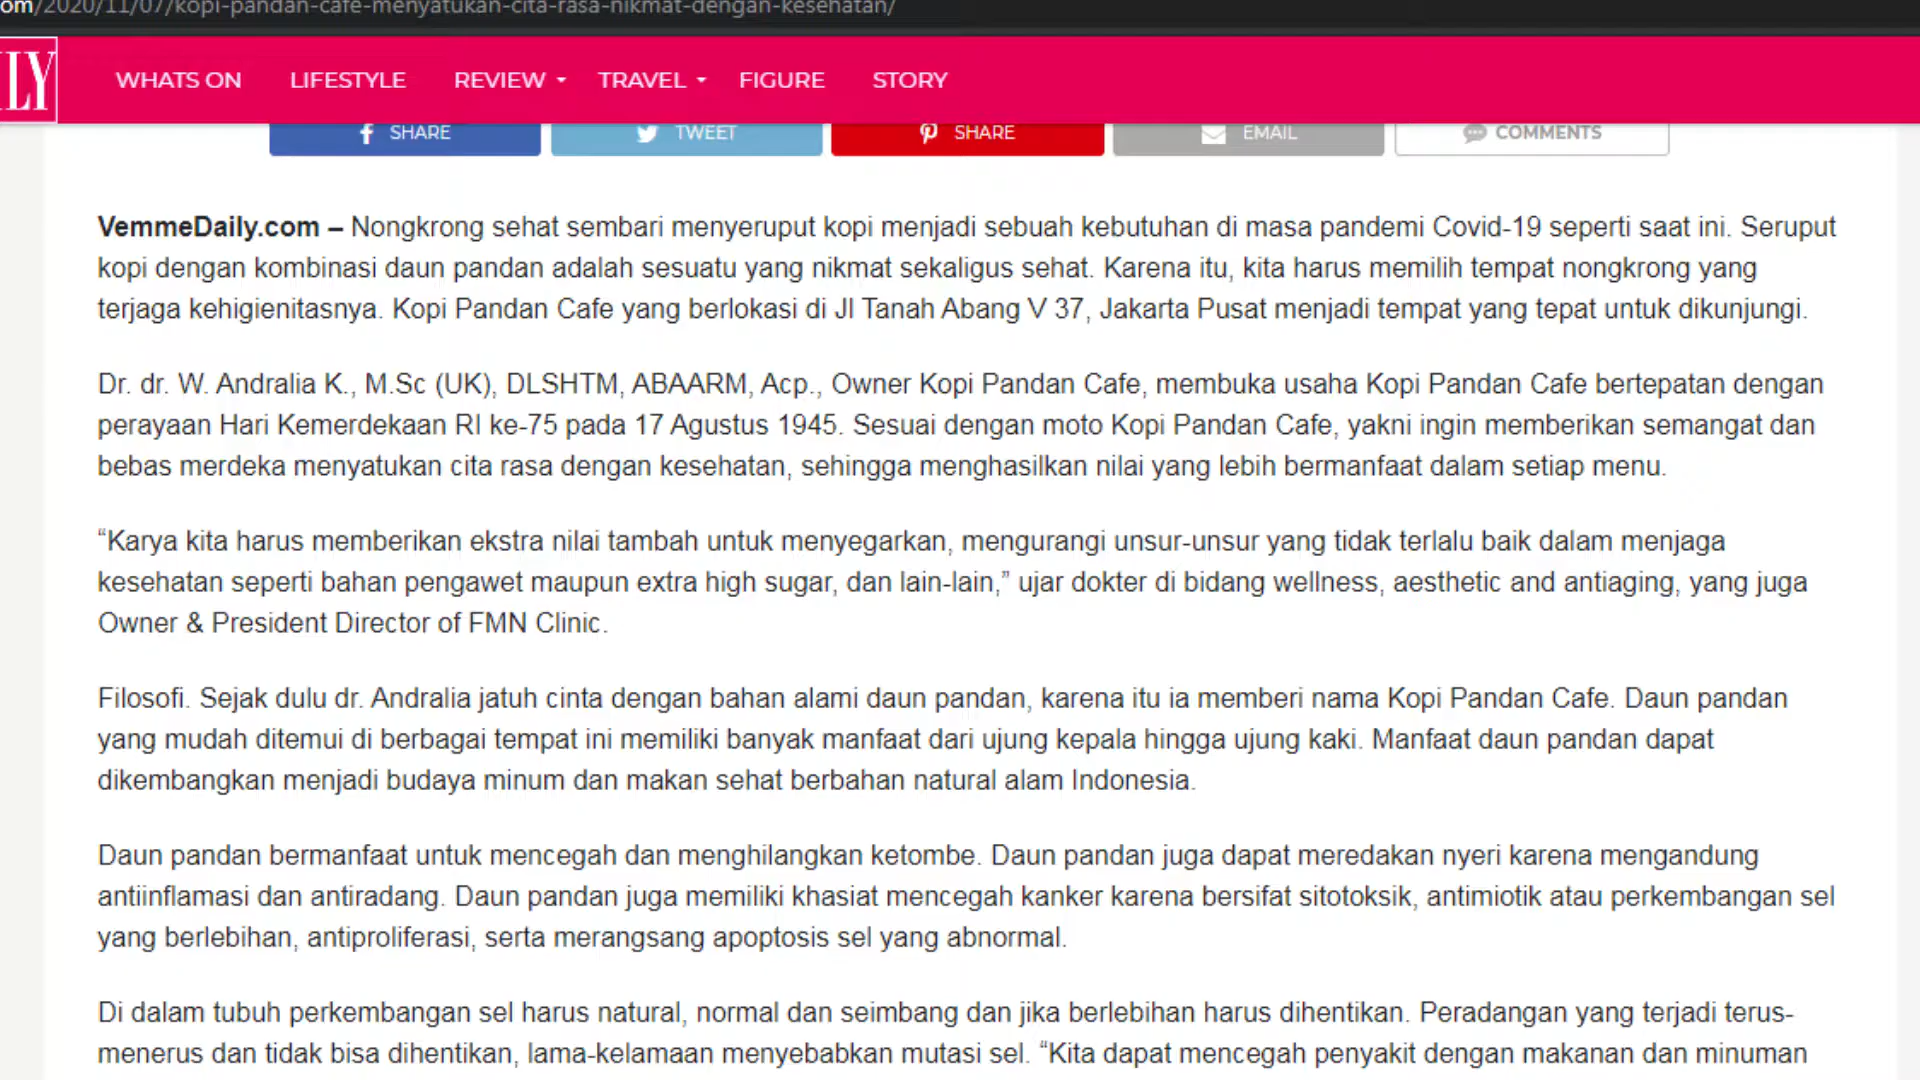 om/2020/11/07/kopi-pandan-cafe-menyatukan-cita-rasa-nikmat-dengan-kesehatan/
ILY WHATS ON LIFESTYLE REVIEW TRAVEL FIGURE STORY
SHARE TWEET SHARE EMAIL COMMENTS
VemmeDaily.com – Nongkrong sehat sembari menyeruput kopi menjadi sebuah kebutuhan di masa pandemi Covid-19 seperti saat ini. Seruput
kopi dengan kombinasi daun pandan adalah sesuatu yang nikmat sekaligus sehat. Karena itu, kita harus memilih tempat nongkrong yang
terjaga kehigienitasnya. Kopi Pandan Cafe yang berlokasi di Jl Tanah Abang V 37, Jakarta Pusat menjadi tempat yang tepat untuk dikunjungi.
Dr. dr. W. Andralia K., M.Sc (UK), DLSHTM, ABAARM, Acp., Owner Kopi Pandan Cafe, membuka usaha Kopi Pandan Cafe bertepatan dengan
perayaan Hari Kemerdekaan RI ke-75 pada 17 Agustus 1945. Sesuai dengan moto Kopi Pandan Cafe, yakni ingin memberikan semangat dan
bebas merdeka menyatukan cita rasa dengan kesehatan, sehingga menghasilkan nilai yang lebih bermanfaat dalam setiap menu.
“Karya kita harus memberikan ekstra nilai tambah untuk menyegarkan, mengurangi unsur-unsur yang tidak terlalu baik dalam menjaga
kesehatan seperti bahan pengawet maupun extra high sugar, dan lain-lain,” ujar dokter di bidang wellness, aesthetic and antiaging, yang juga
Owner & President Director of FMN Clinic.
Filosofi. Sejak dulu dr. Andralia jatuh cinta dengan bahan alami daun pandan, karena itu ia memberi nama Kopi Pandan Cafe. Daun pandan
yang mudah ditemui di berbagai tempat ini memiliki banyak manfaat dari ujung kepala hingga ujung kaki. Manfaat daun pandan dapat
dikembangkan menjadi budaya minum dan makan sehat berbahan natural alam Indonesia.
Daun pandan bermanfaat untuk mencegah dan menghilangkan ketombe. Daun pandan juga dapat meredakan nyeri karena mengandung
antiinflamasi dan antiradang. Daun pandan juga memiliki khasiat mencegah kanker karena bersifat sitotoksik, antimiotik atau perkembangan sel
yang berlebihan, antiproliferasi, serta merangsang apoptosis sel yang abnormal.
Di dalam tubuh perkembangan sel harus natural, normal dan seimbang dan jika berlebihan harus dihentikan. Peradangan yang terjadi terus-
menerus dan tidak bisa dihentikan, lama-kelamaan menyebabkan mutasi sel. “Kita dapat mencegah penyakit dengan makanan dan minuman